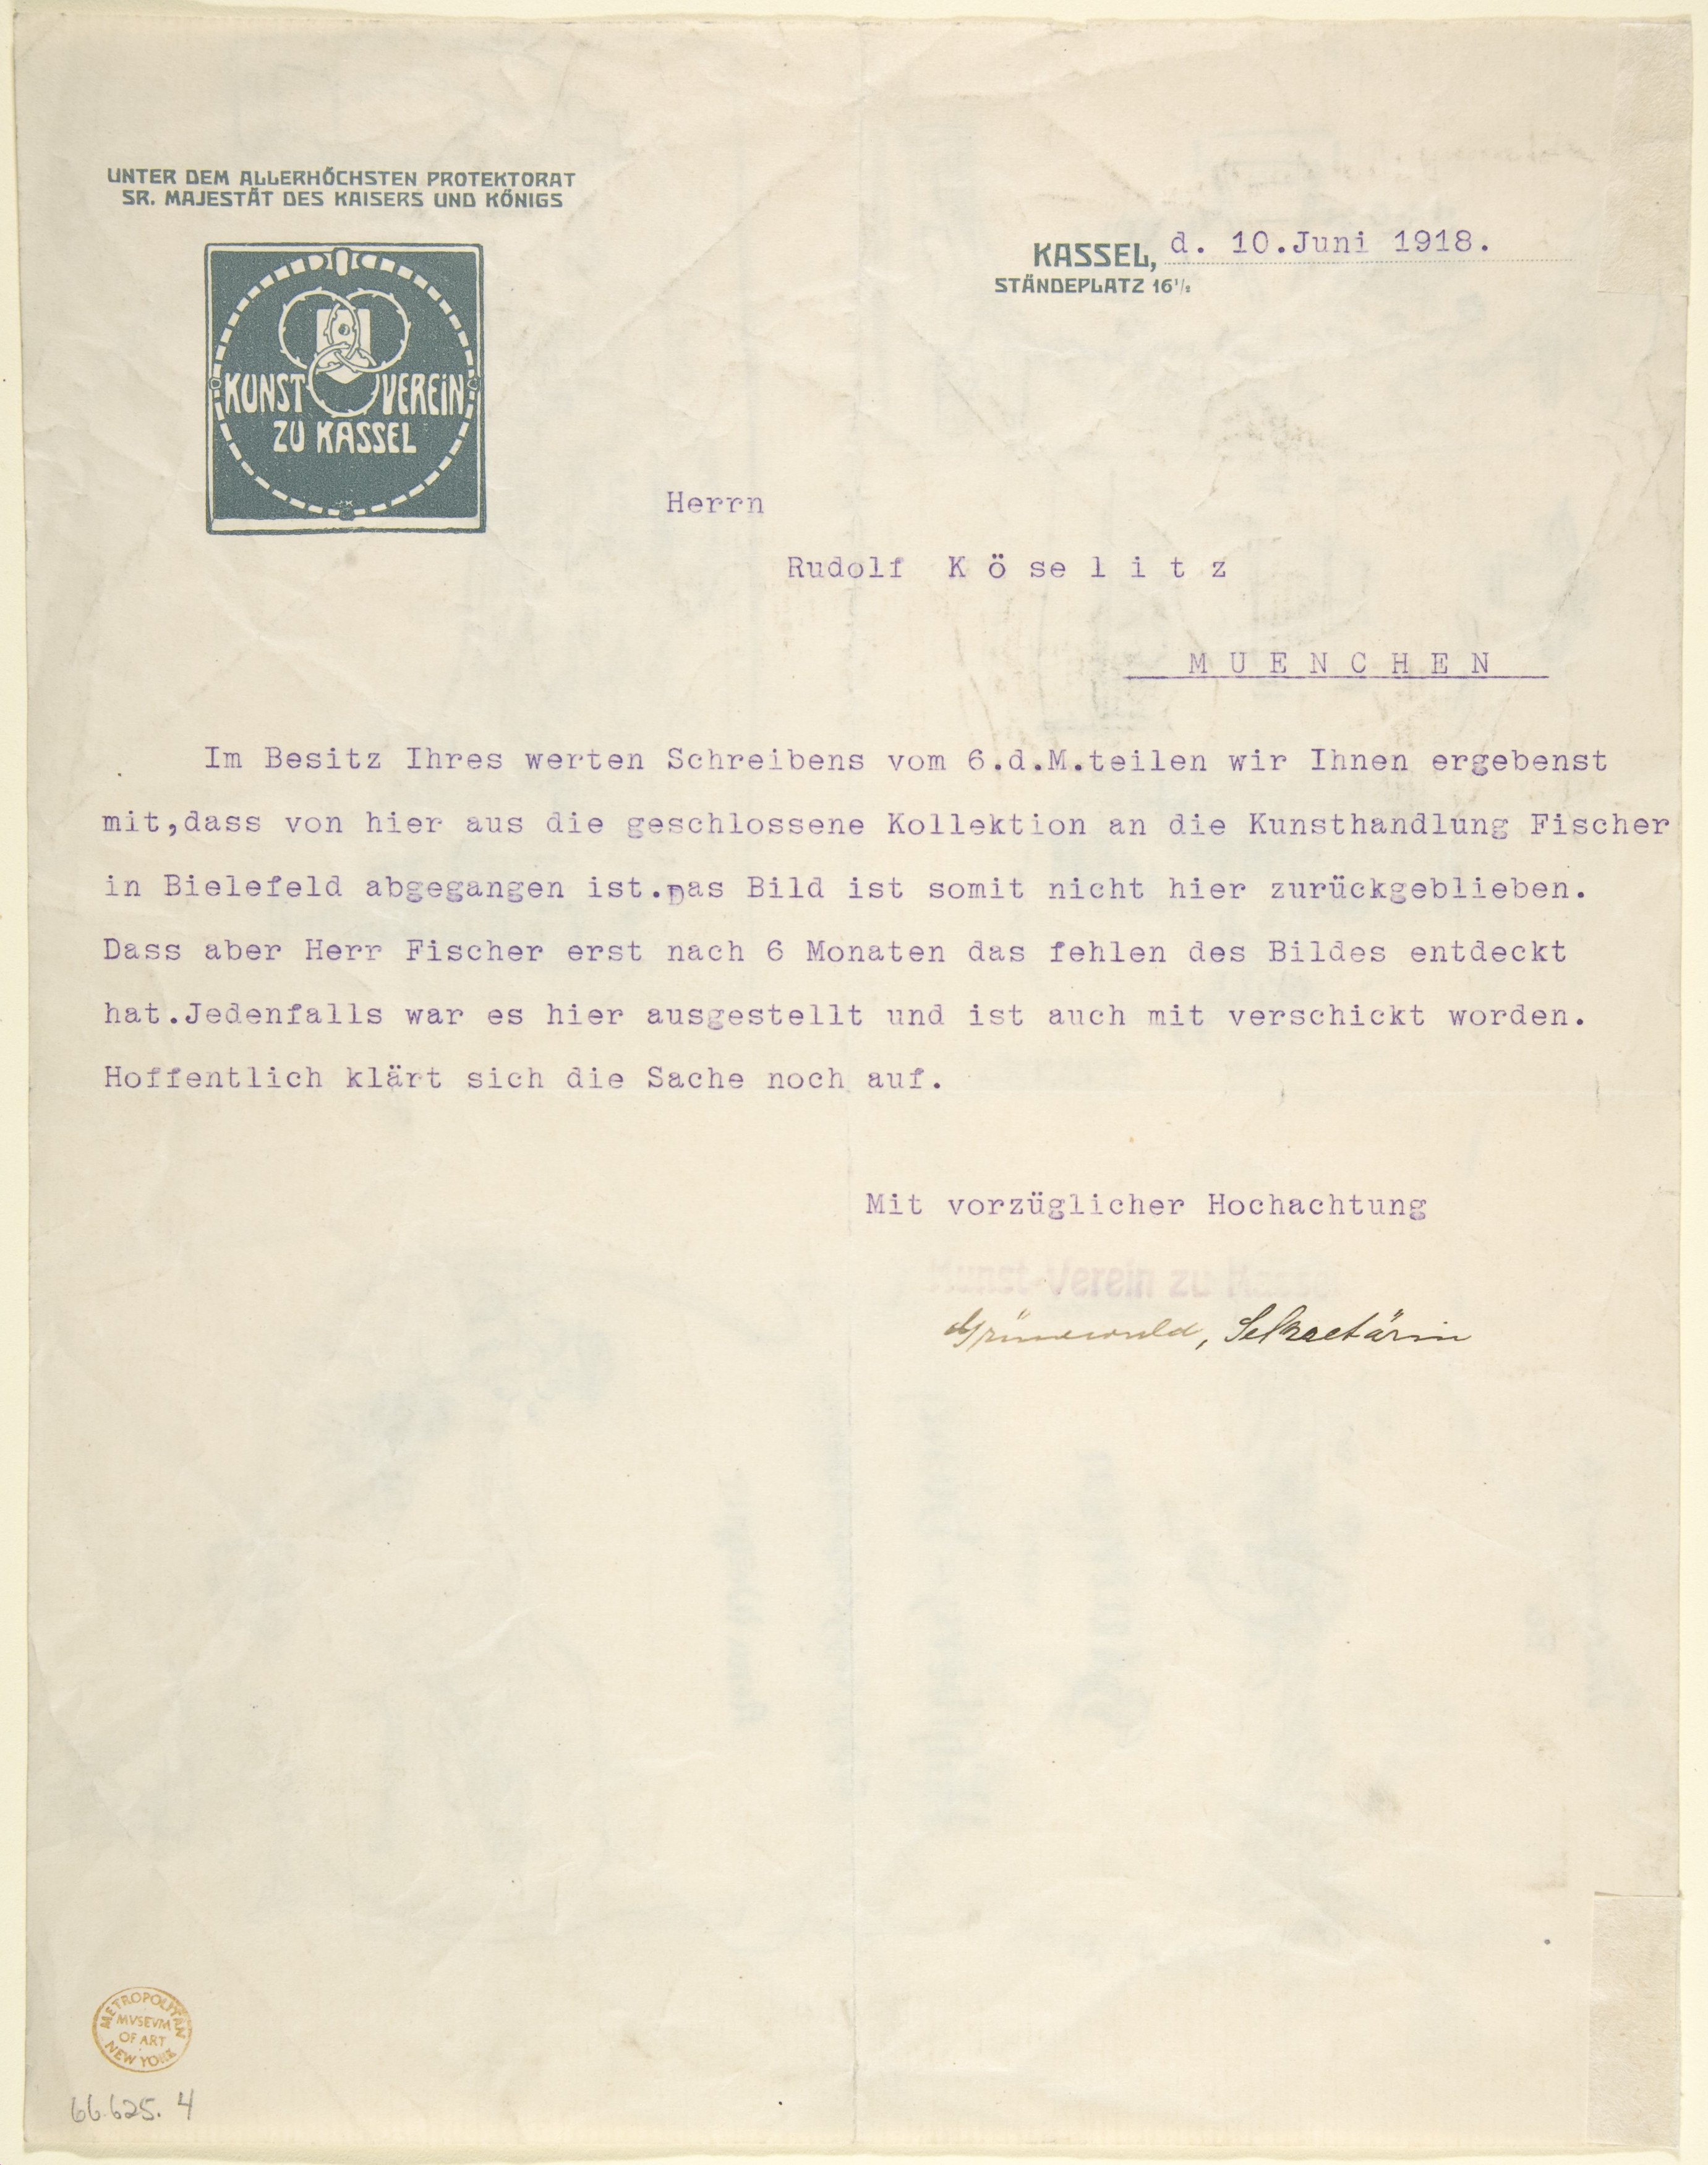 UNTER DEM ALLERHÖCHSTEN PROTEKTORAT
SR. MAJESTÄT DES KAISERS UND KÖNIGS
KUNST VEREIN
ZU KASSEL
KASSEL, d. 10.Juni 1918.
STÄNDEPLATZ 16 1/2
Herrn
Rudolf K ö se l i t z
M U E N C H E N
Im Besitz Ihres werten Schreibens vom 6.d.M.teilen wir Ihnen ergebenst
mit,dass von hier aus die geschlossene Kollektion an die Kunsthandlung Fischer
in Bielefeld abgegangen ist.Das Bild ist somit nicht hier zurückgeblieben.
Dass aber Herr Fischer erst nach 6 Monaten das fehlen des Bildes entdeckt
hat.Jedenfalls war es hier ausgestellt und ist auch mit verschickt worden.
Hoffentlich klärt sich die Sache noch auf.
Mit vorzüglicher Hochachtung
Kunst-Verein zu Kassel
Grünewald, Sekretärin
METROPOLITAN
MVSEVM
OF ART
NEW YORK
66.625.4